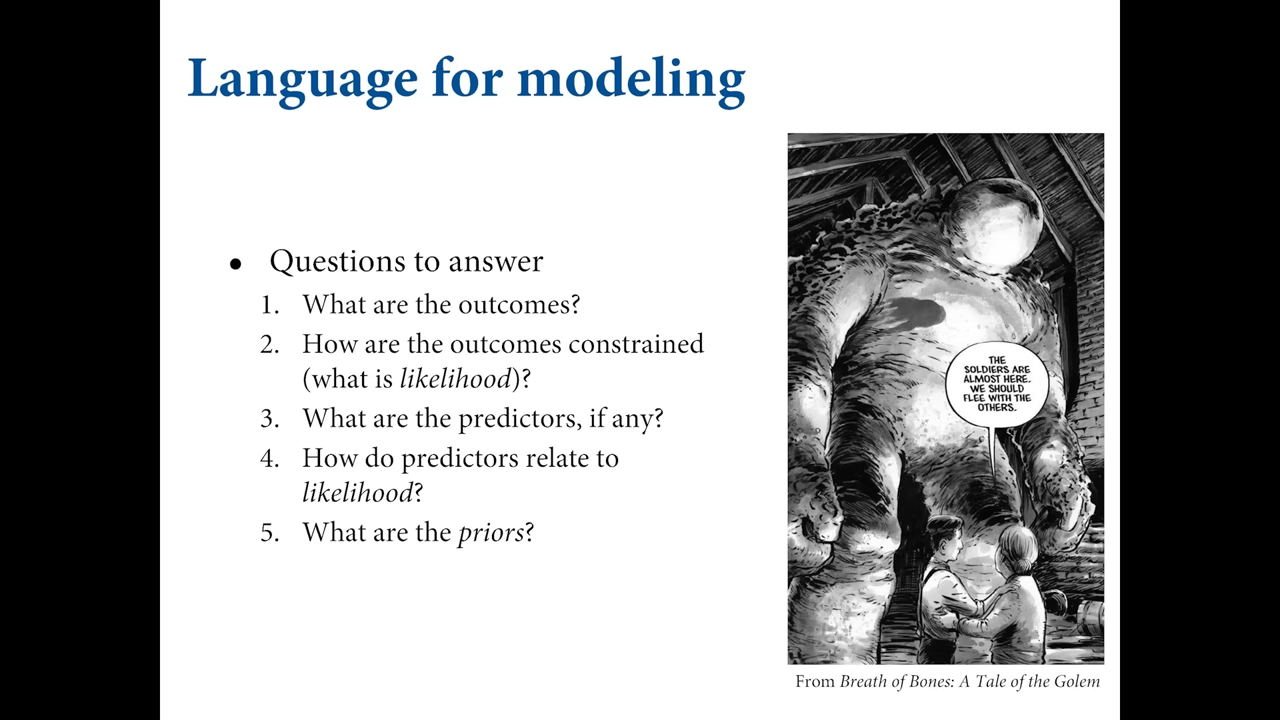 Language for modeling
• Questions to answer
1. What are the outcomes?
2. How are the outcomes constrained
(what is likelihood)?
3. What are the predictors, if any?
4. How do predictors relate to
likelihood?
5. What are the priors?
THE
SOLDIERS ARE
ALMOST HERE.
WE SHOULD
FLEE WITH THE
OTHERS.
From Breath of Bones: A Tale of the Golem